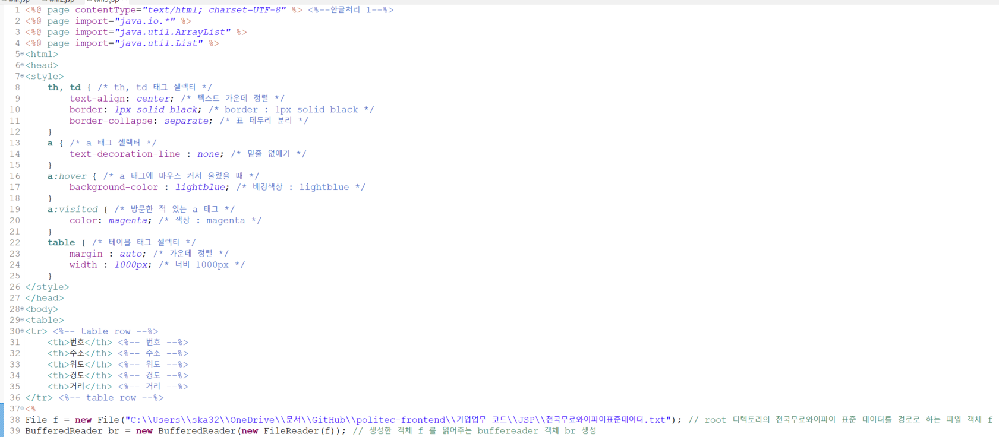 1 <%@ page contentType="text/html; charset=UTF-8" %> <%--한글처리 1--%>
2 <%@ page import="java.io.*" %>
3 <%@ page import="java.util.ArrayList" %>
4 <%@ page import="java.util.List" %>
5 <html>
6 <head>
7 <style>
8     th, td { /* th, td 태그 셀렉터 */
9         text-align: center; /* 텍스트 가운데 정렬 */
10         border: 1px solid black; /* border : 1px solid black */
11         border-collapse: separate; /* 표 테두리 분리 */
12     }
13     a { /* a 태그 셀렉터 */
14         text-decoration-line : none; /* 밑줄 없애기 */
15     }
16     a:hover { /* a 태그에 마우스 커서 올렸을 때 */
17         background-color : lightblue; /* 배경색상 : lightblue */
18     }
19     a:visited { /* 방문한 적 있는 a 태그 */
20         color: magenta; /* 색상 : magenta */
21     }
22     table { /* 테이블 태그 셀렉터 */
23         margin : auto; /* 가운데 정렬 */
24         width : 1000px; /* 너비 1000px */
25     }
26 </style>
27 </head>
28 <body>
29 <table>
30 <tr> <%-- table row --%>
31     <th>번호</th> <%-- 번호 --%>
32     <th>주소</th> <%-- 주소 --%>
33     <th>위도</th> <%-- 위도 --%>
34     <th>경도</th> <%-- 경도 --%>
35     <th>거리</th> <%-- 거리 --%>
36 </tr> <%-- table row --%>
37 <%
38 File f = new File("C:\\Users\\ska32\\OneDrive\\문서\\GitHub\\politec-frontend\\기업업무 코드\\JSP\\전국무료와이파이표준데이터.txt"); // root 디렉토리의 전국무료와이파이 표준 데이터를 경로로 하는 파일 객체 f
39 BufferedReader br = new BufferedReader(new FileReader(f)); // 생성한 객체 f 를 읽어주는 buffereader 객체 br 생성